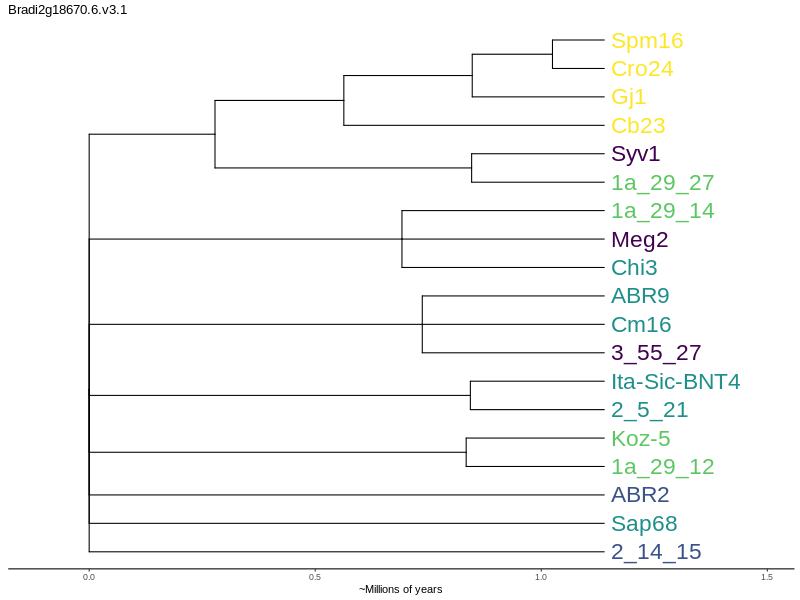 Bradi2g18670.6.v3.1
Spm16
Cro24
Gj1
Cb23
Syv1
1a_29_27
1a_29_14
Meg2
Chi3
ABR9
Cm16
3_55_27
Ita-Sic-BNT4
2_5_21
Koz-5
1a_29_12
ABR2
Sap68
2_14_15
0.0 0.5 1.0 1.5
~Millions of years